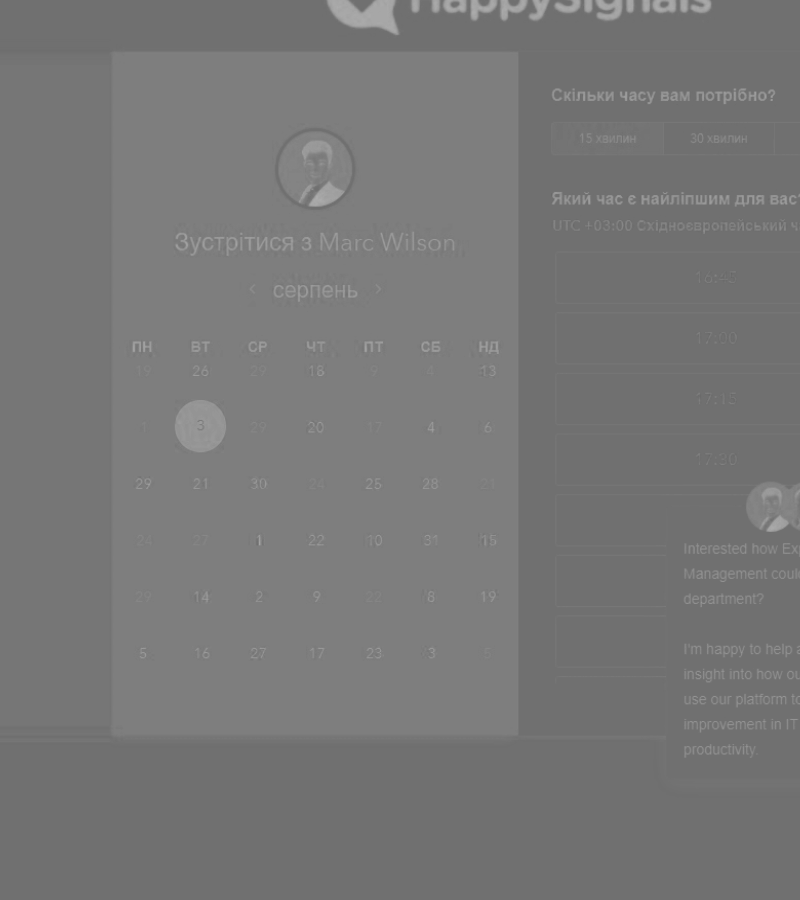 HappySignals
Скільки часу вам потрібно?
15 хвилин 30 хвилин
Зустрітися з Marc Wilson
серпень
ПН ВТ СР ЧТ ПТ СБ НД
19 26 29 18 9 4 13
1 3 29 20 17 4 6
29 21 30 24 25 28 21
24 27 1 22 10 31 15
29 14 2 9 22 8 19
5 16 27 17 23 3
Який час є найліпшим для вас
UTC +03:00 Східноєвропейський ч
16:45
17:00
17:15
17:30
Interested how Exp
Management coul
department?
I'm happy to help a
insight into how ou
use our platform to
improvement in IT
productivity.